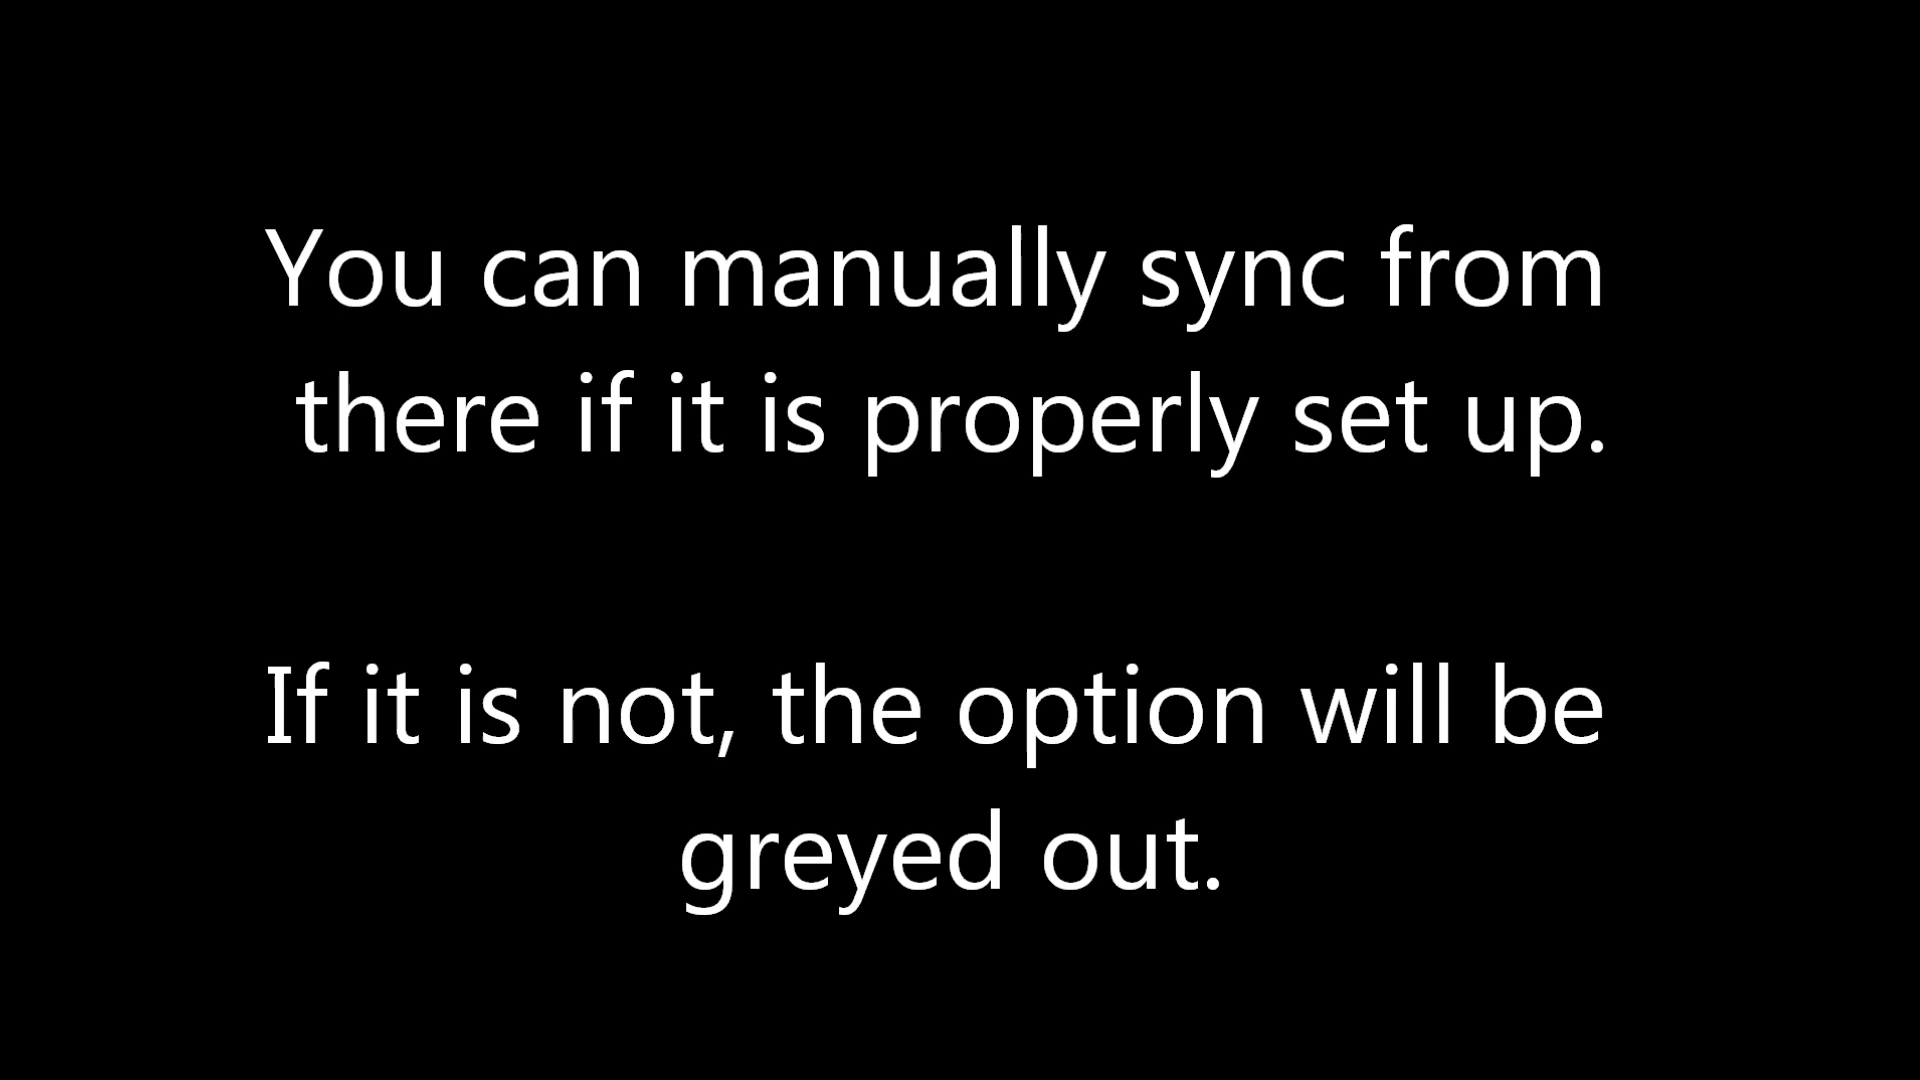 You can manually sync from
there if it is properly set up.
If it is not, the option will be
greyed out.